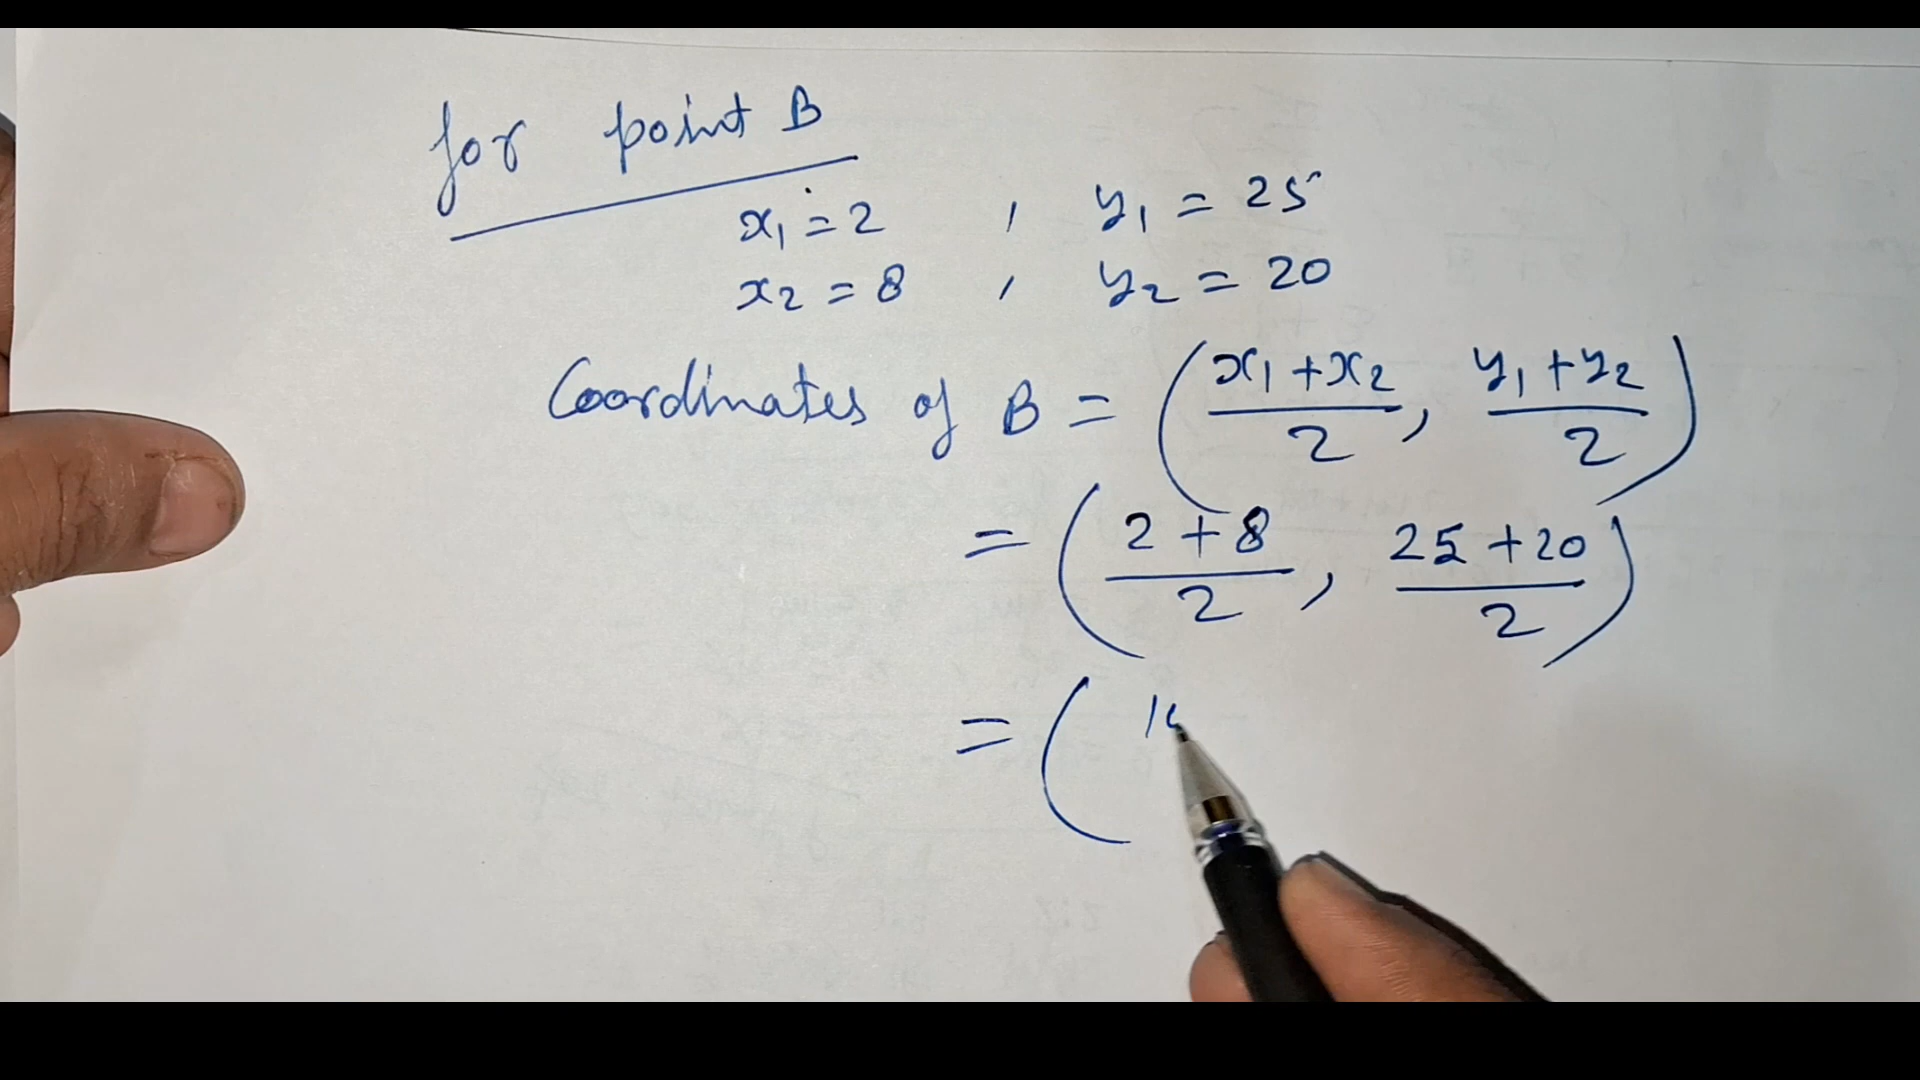 for point B
x₁ = 2 , y₁ = 25
x₂ = 8 , y₂ = 20
Coordinates of B = ( (x₁ + x₂)/2 , (y₁ + y₂)/2 )
= ( (2 + 8)/2 , (25 + 20)/2 )
= (